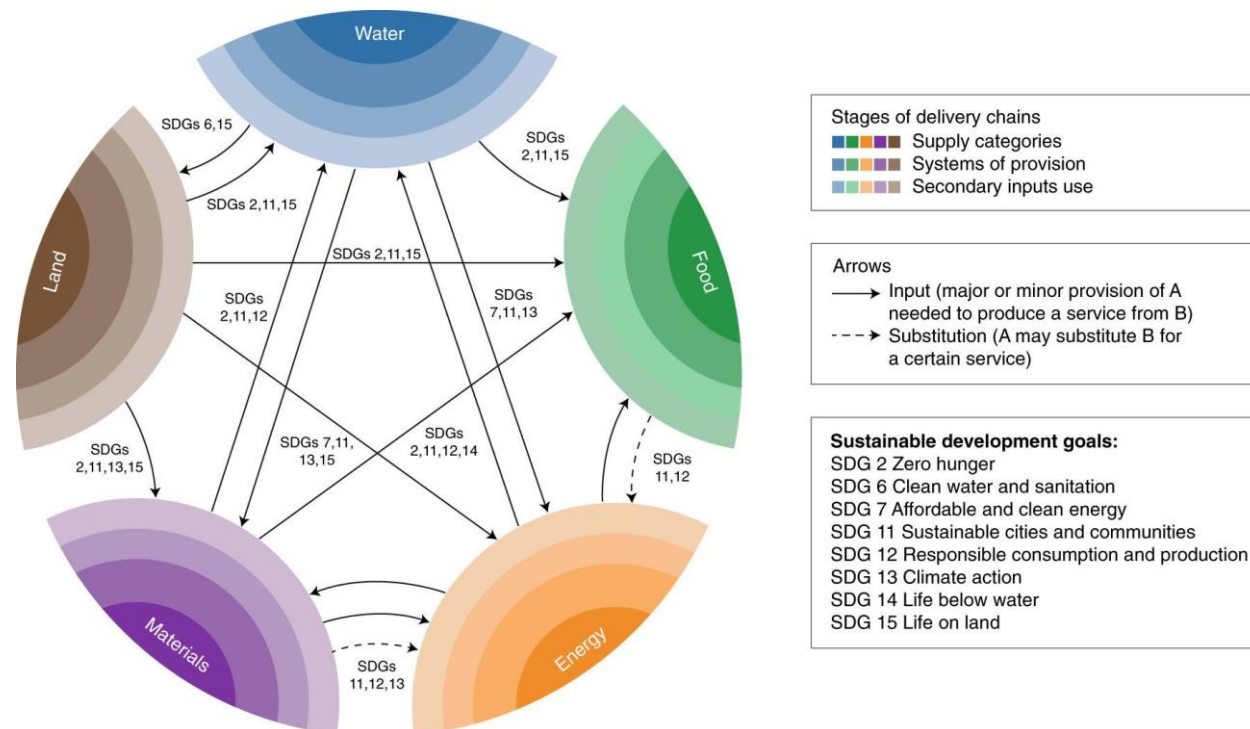 Water
SDGs 6,15
SDGs
2,11,15
SDGs 2,11,15
Land
Food
SDGs 2,11,15
SDGs
2,11,12
SDGs
7,11,13
SDGs
2,11,13,15
SDGs 7,11,
13,15
SDGs
2,11,12,14
SDGs
11,12
Materials
Energy
SDGs
11,12,13
Stages of delivery chains
Supply categories
Systems of provision
Secondary inputs use
Arrows
Input (major or minor provision of A
needed to produce a service from B)
Substitution (A may substitute B for
a certain service)
Sustainable development goals:
SDG 2 Zero hunger
SDG 6 Clean water and sanitation
SDG 7 Affordable and clean energy
SDG 11 Sustainable cities and communities
SDG 12 Responsible consumption and production
SDG 13 Climate action
SDG 14 Life below water
SDG 15 Life on land